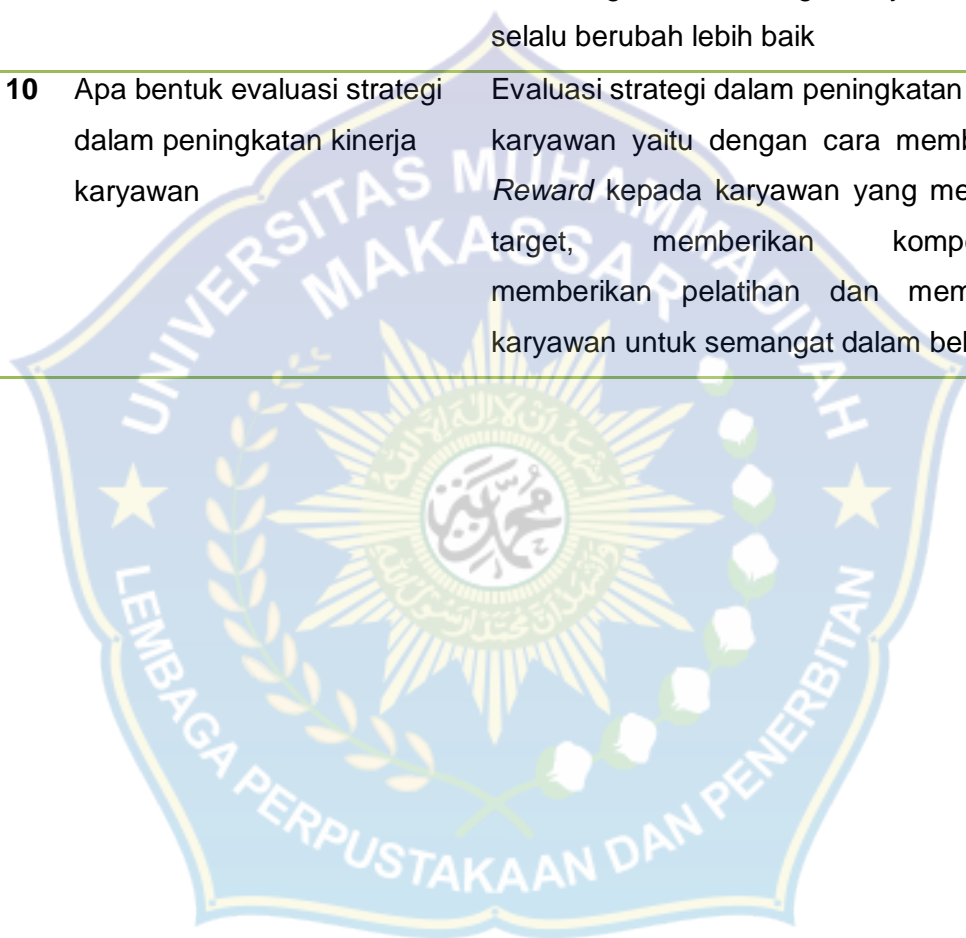 selalu berubah lebih baik
10 Apa bentuk evaluasi strategi dalam peningkatan kinerja karyawan
Evaluasi strategi dalam peningkatan
karyawan yaitu dengan cara
Reward kepada karyawan yang
target, memberikan
memberikan pelatihan dan
karyawan untuk semangat dalam
UNIVERSITAS MUHAMMADIYAH
MAKASSAR
LEMBAGA PERPUSTAKAAN DAN PENERBITAN
محمد